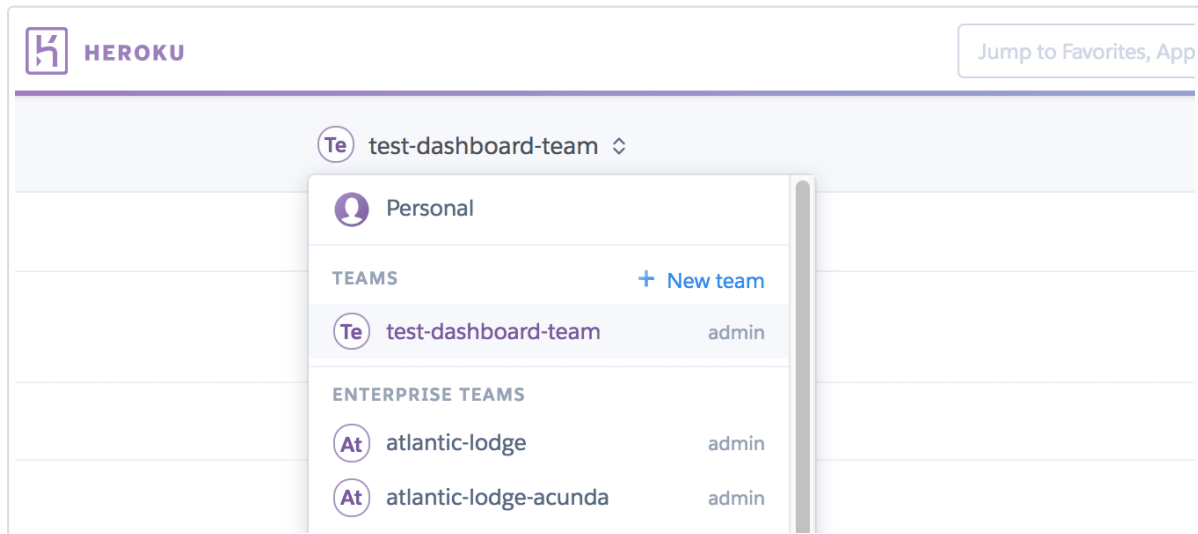 HEROKU
Jump to Favorites, App
Te test-dashboard-team
Personal
TEAMS + New team
Te test-dashboard-team admin
ENTERPRISE TEAMS
At atlantic-lodge admin
At atlantic-lodge-acunda admin